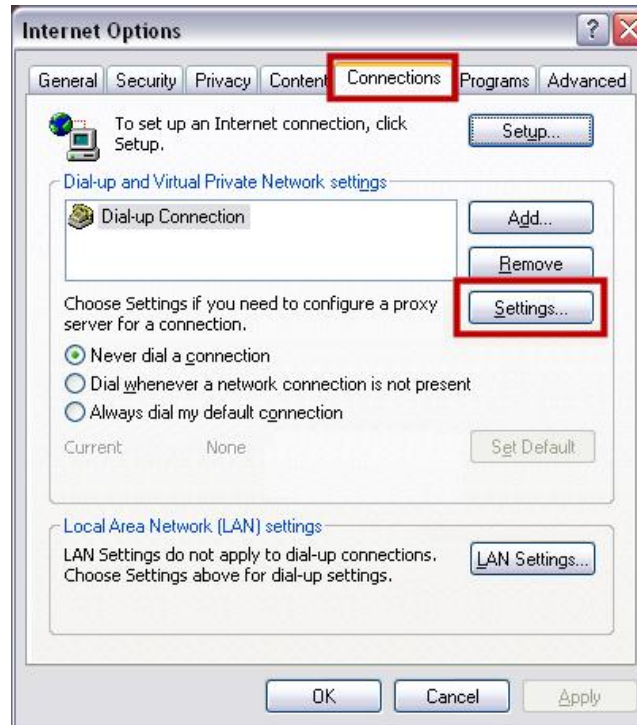 Internet Options
General Security Privacy Content Connections Programs Advanced
To set up an Internet connection, click
Setup.
Setup...
Dial-up and Virtual Private Network settings
Dial-up Connection
Add...
Remove
Choose Settings if you need to configure a proxy
server for a connection.
Settings...
Never dial a connection
Dial whenever a network connection is not present
Always dial my default connection
Current None
Set Default
Local Area Network (LAN) settings
LAN Settings do not apply to dial-up connections.
Choose Settings above for dial-up settings.
LAN Settings...
OK Cancel Apply